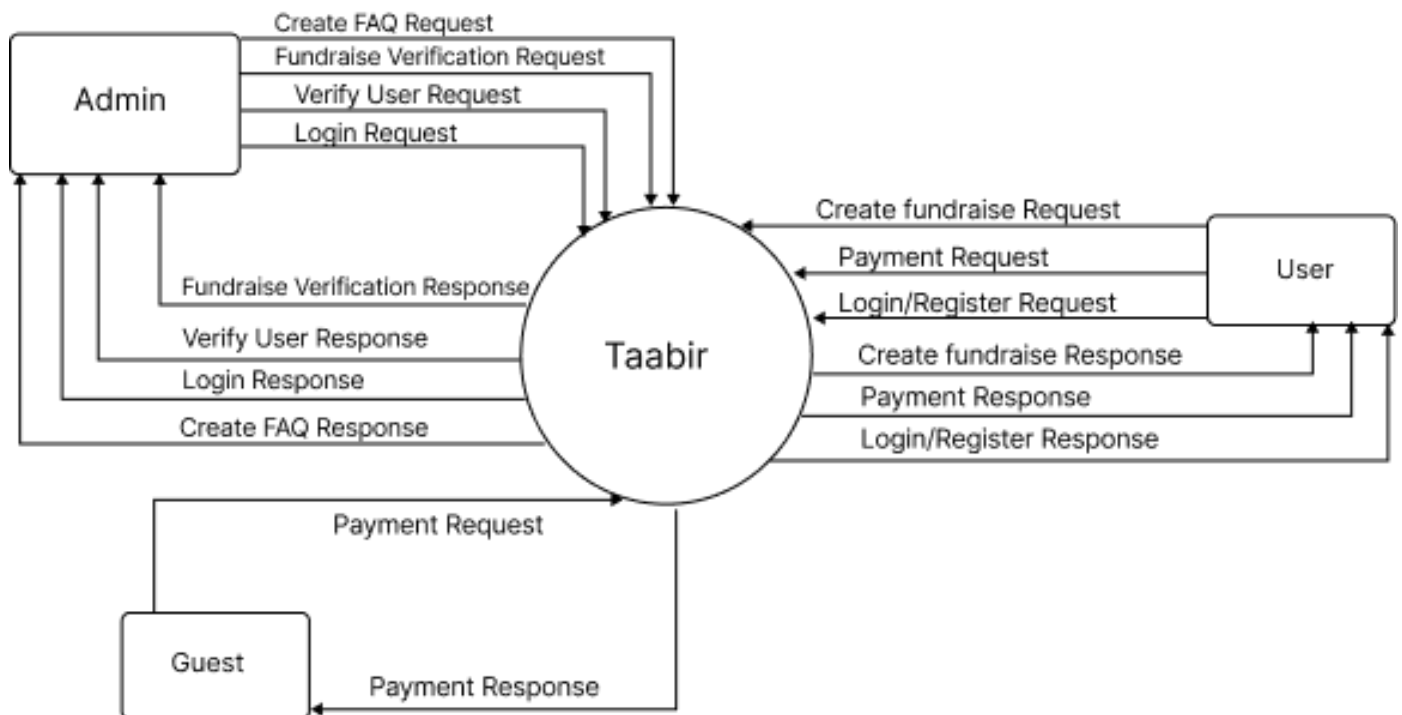 Create FAQ Request
Fundraise Verification Request
Verify User Request
Admin
Login Request
Create fundraise Request
Payment Request
User
Login/Register Request
Fundraise Verification Response
Verify User Response
Taabir
Create fundraise Response
Login Response
Payment Response
Create FAQ Response
Login/Register Response
Payment Request
Guest
Payment Response